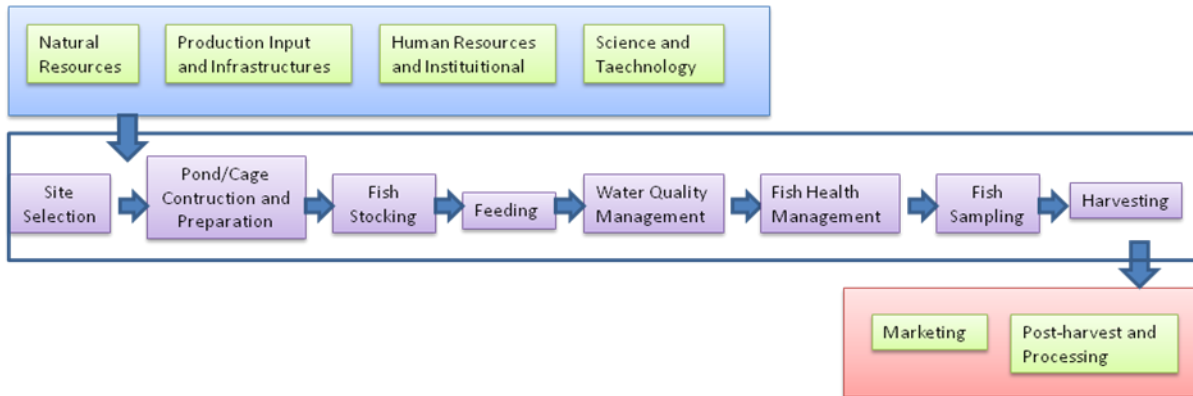 Natural
Resources
Production Input
and Infrastructures
Human Resources
and Instituitional
Science and
Taechnology
Site
Selection
Pond/Cage
Contruction and
Preparation
Fish
Stocking
Feeding
Water Quality
Management
Fish Health
Management
Fish
Sampling
Harvesting
Marketing
Post-harvest and
Processing